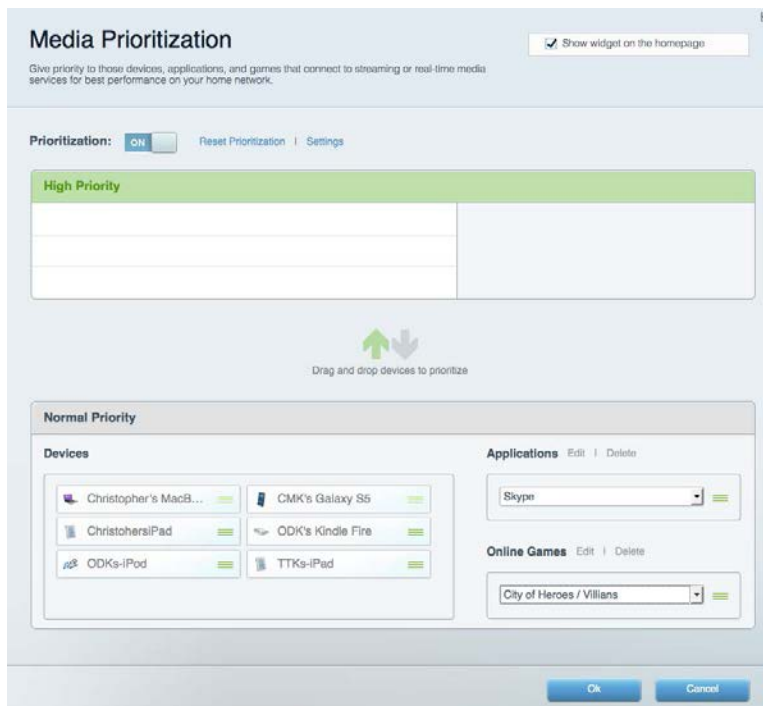 Media Prioritization
Show widget on the homepage
Give priority to those devices, applications, and games that connect to streaming or real-time media
services for best performance on your home network.
Prioritization: ON Reset Prioritization | Settings
High Priority
Drag and drop devices to prioritize
Normal Priority
Devices
Christopher's MacB...
CMK's Galaxy S5
ChristohersiPad
ODK's Kindle Fire
ODKs-iPod
TTKs-iPad
Applications Edit | Delete
Skype
Online Games Edit | Delete
City of Heroes / Villians
Ok
Cancel